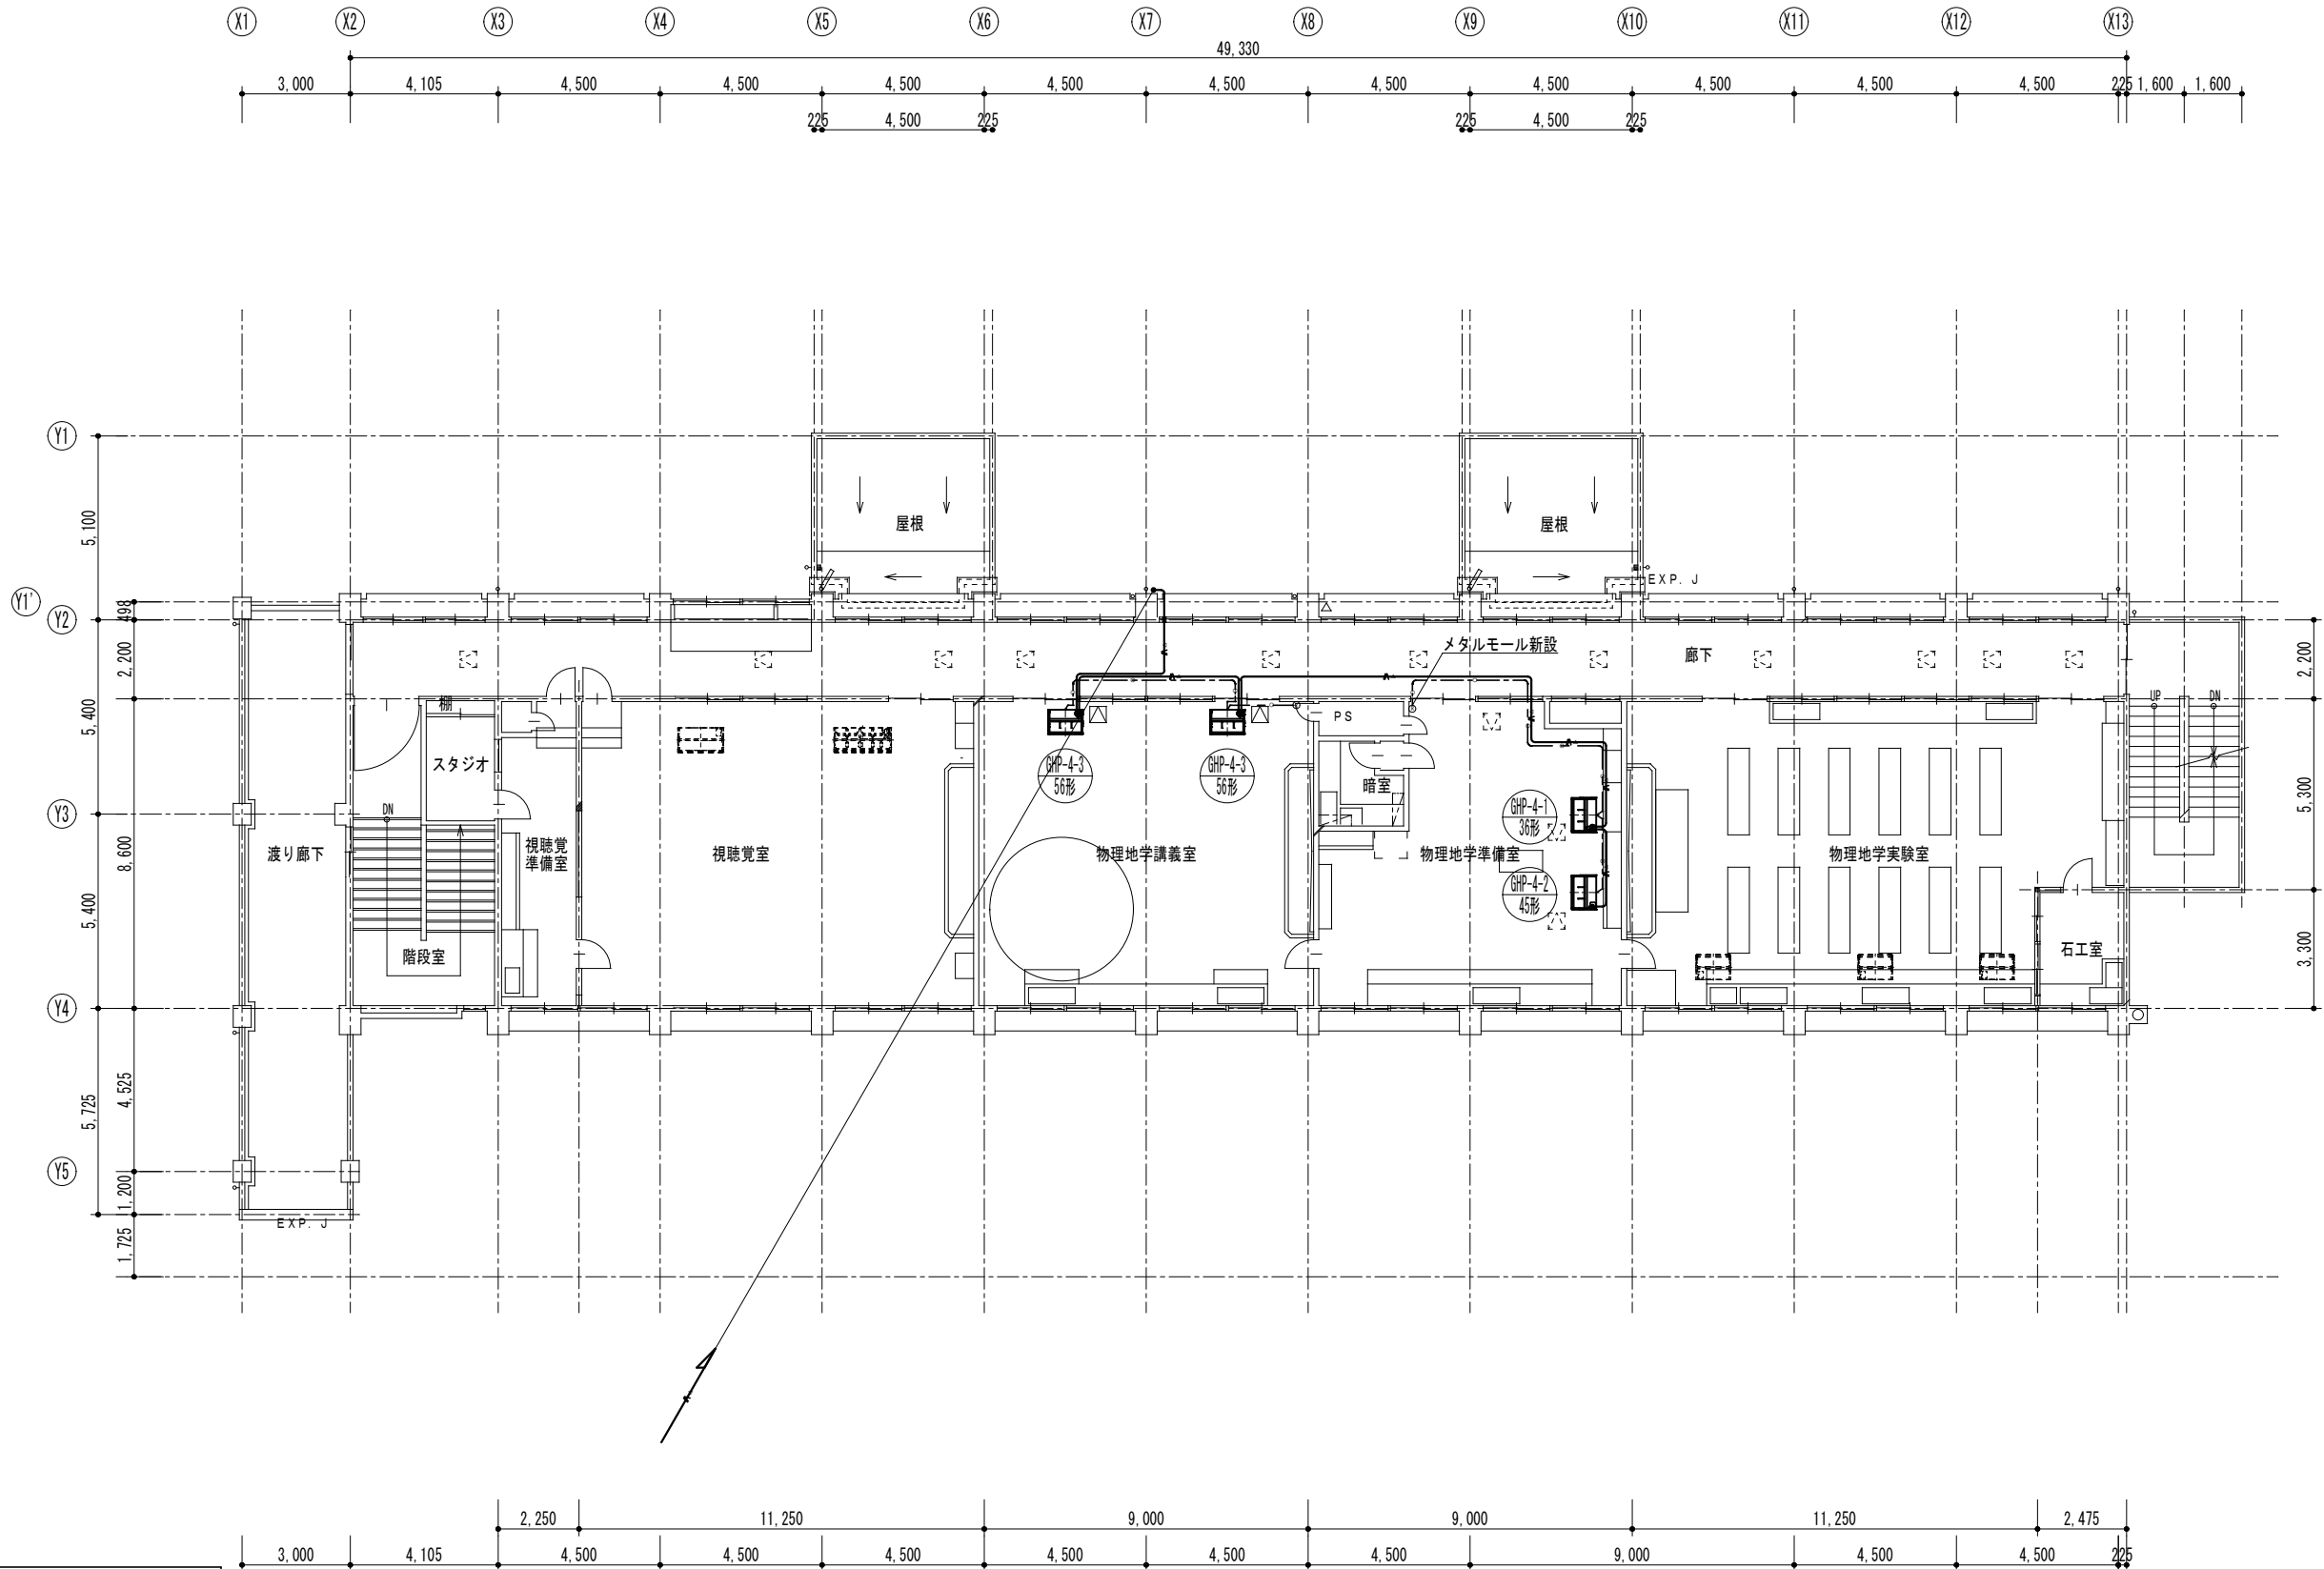 X1 X2 X3 X4 X5 X6 X7 X8 X9 X10 X11 X12 X13
49,330
3,000 4,105 4,500 4,500 4,500 4,500 4,500 4,500 4,500 4,500 4,500 4,500 225 1,600 1,600
225 4,500 225 225 4,500 225
Y1
5,100
屋根 屋根
EXP. J
Y1'
498
Y2
2,200
メタルモール新設
廊下
2,200
棚
PS
UP DN
5,400
スタジオ
GHP-4-3
56形
GHP-4-3
56形
暗室
5,300
DN
GHP-4-1
36形
Y3
渡り廊下
8,600
視聴覚
準備室
視聴覚室
物理地学講義室
物理地学準備室
物理地学実験室
GHP-4-2
45形
5,400
階段室
石工室
3,300
Y4
4,525
5,725
Y5
1,200
EXP. J
1,725
2,250 11,250 9,000 9,000 11,250 2,475
3,000 4,105 4,500 4,500 4,500 4,500 4,500 4,500 9,000 4,500 4,500 225